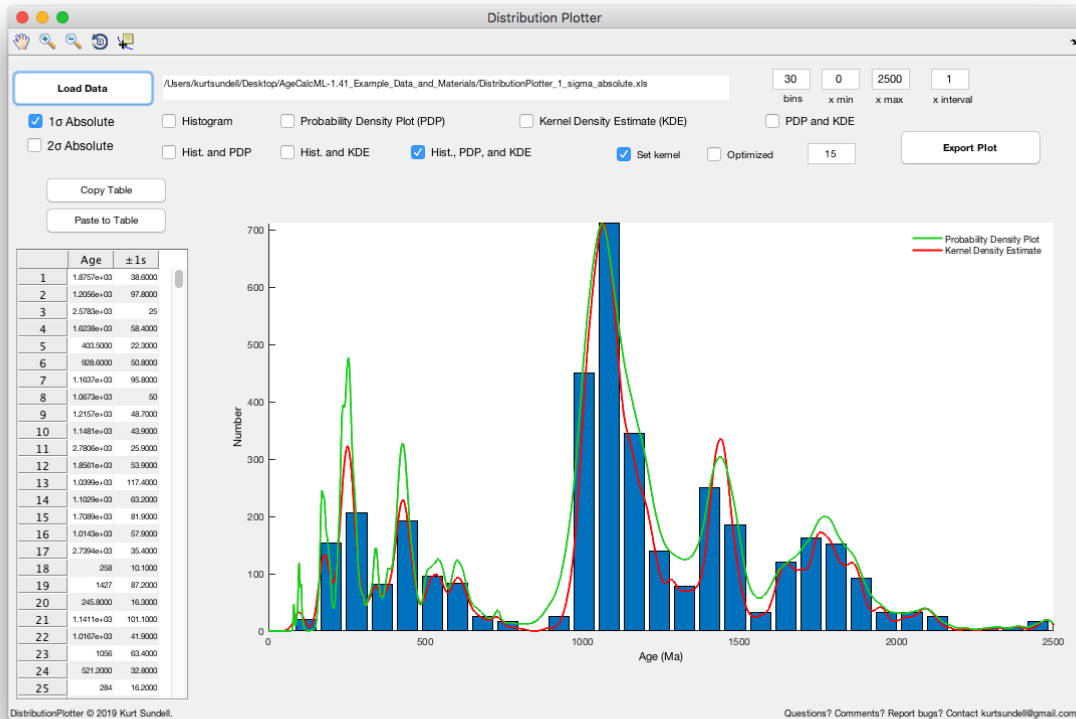 Distribution Plotter
Load Data
/Users/kurtsundell/Desktop/AgeCalcML-1.41_Example_Data_and_Materials/DistributionPlotter_1_sigma_absolute.xls
30 0 2500 1
bins x min x max x interval
1σ Absolute Histogram Probability Density Plot (PDP) Kernel Density Estimate (KDE) PDP and KDE
2σ Absolute Hist. and PDP Hist. and KDE Hist., PDP, and KDE Set kernel Optimized 15 Export Plot
Copy Table
Paste to Table
Age ±1s
1 1.8757e+03 38.6000
2 1.2056e+03 97.8000
3 2.5783e+03 25
4 1.6238e+03 58.4000
5 403.5000 22.3000
6 928.6000 50.8000
7 1.1637e+03 95.8000
8 1.0673e+03 50
9 1.2157e+03 48.7000
10 1.1481e+03 43.9000
11 2.7806e+03 25.9000
12 1.8561e+03 53.9000
13 1.0399e+03 117.4000
14 1.1029e+03 63.2000
15 1.7089e+03 81.9000
16 1.0143e+03 57.9000
17 2.7394e+03 35.4000
18 258 10.1000
19 1427 87.2000
20 245.8000 16.3000
21 1.1411e+03 101.1000
22 1.0167e+03 41.9000
23 1056 63.4000
24 521.2000 32.8000
25 284 16.2000
Probability Density Plot
Kernel Density Estimate
700
600
500
400
300
200
100
0
Number
0 500 1000 1500 2000 2500
Age (Ma)
DistributionPlotter © 2019 Kurt Sundell.
Questions? Comments? Report bugs? Contact kurtsundell@gmail.com